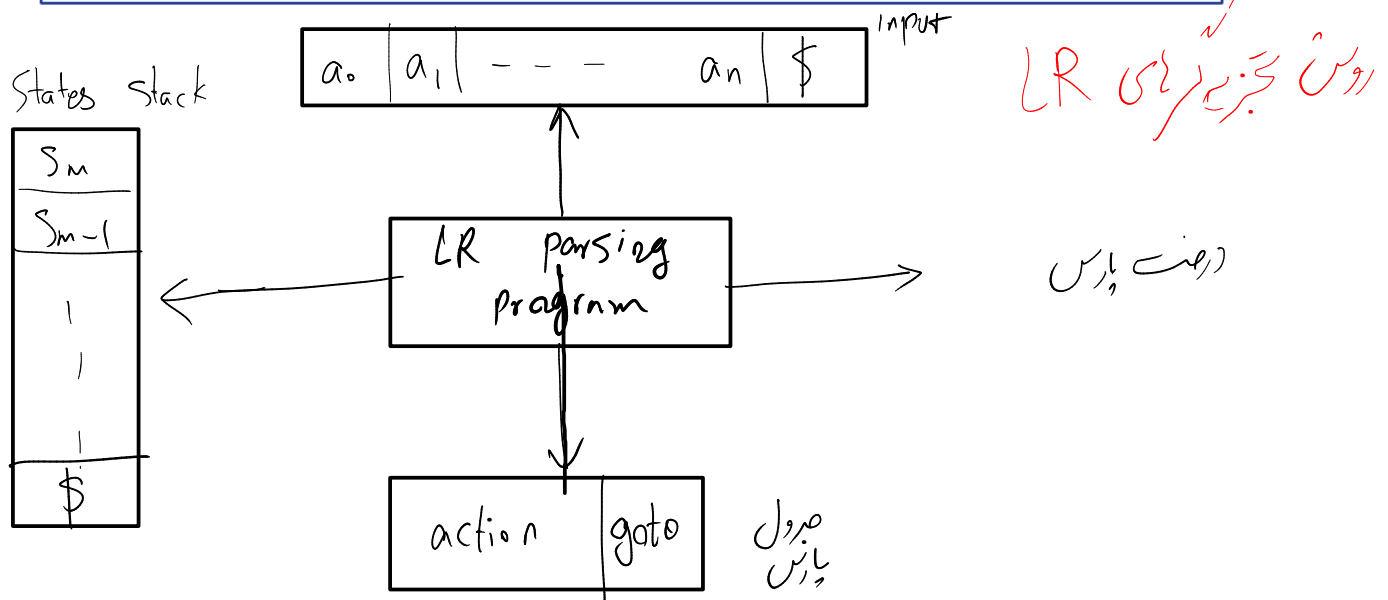 Input
a₀ a₁ - - - aₙ $
روش تجزیه‌گرهای LR
States Stack
Sm
Sm-1
$
LR parsing
program
درخت پارس
action goto
جدول
پارس